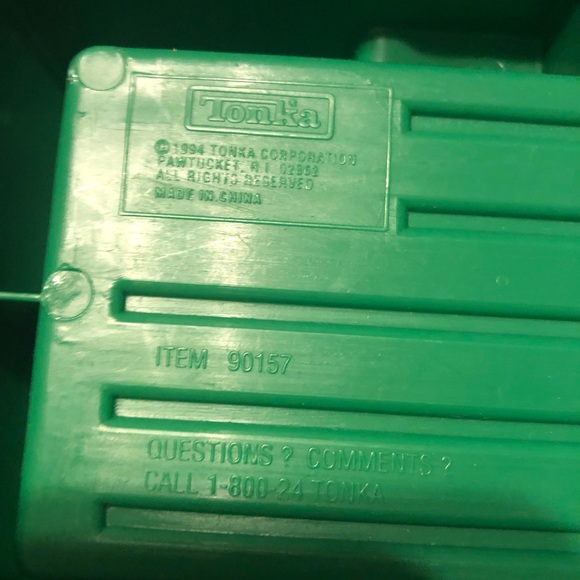 Tonka
© 1994 TONKA CORPORATION
PAWTUCKET, R.I. 02862
ALL RIGHTS RESERVED
MADE IN CHINA
ITEM 90157
QUESTIONS ? COMMENTS ?
CALL 1-800-24 TONKA